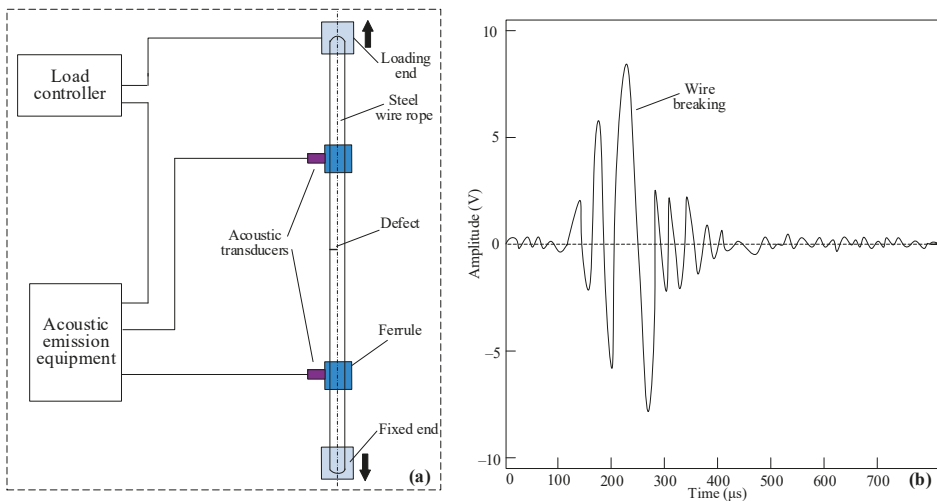 Load
controller
Loading
end
Steel
wire rope
Acoustic
transducers
Defect
Acoustic
emission
equipment
Ferrule
Fixed end
(a)
10
5
0
–5
–10
Amplitude (V)
Wire
breaking
0
100
200
300
400
500
600
700
Time (μs)
(b)